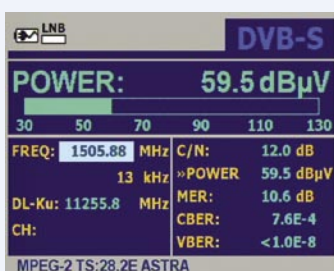 LNB
DVB-S
POWER: 59.5 dBµV
30 50 70 90 110 130
FREQ: 1505.88 MHz
13 kHz
DL-Ku: 11255.8 MHz
CH:
C/N: 12.0 dB
»POWER 59.5 dBµV
MER: 10.6 dB
CBER: 7.6E-4
VBER: <1.0E-8
MPEG-2 TS:28.2E ASTRA